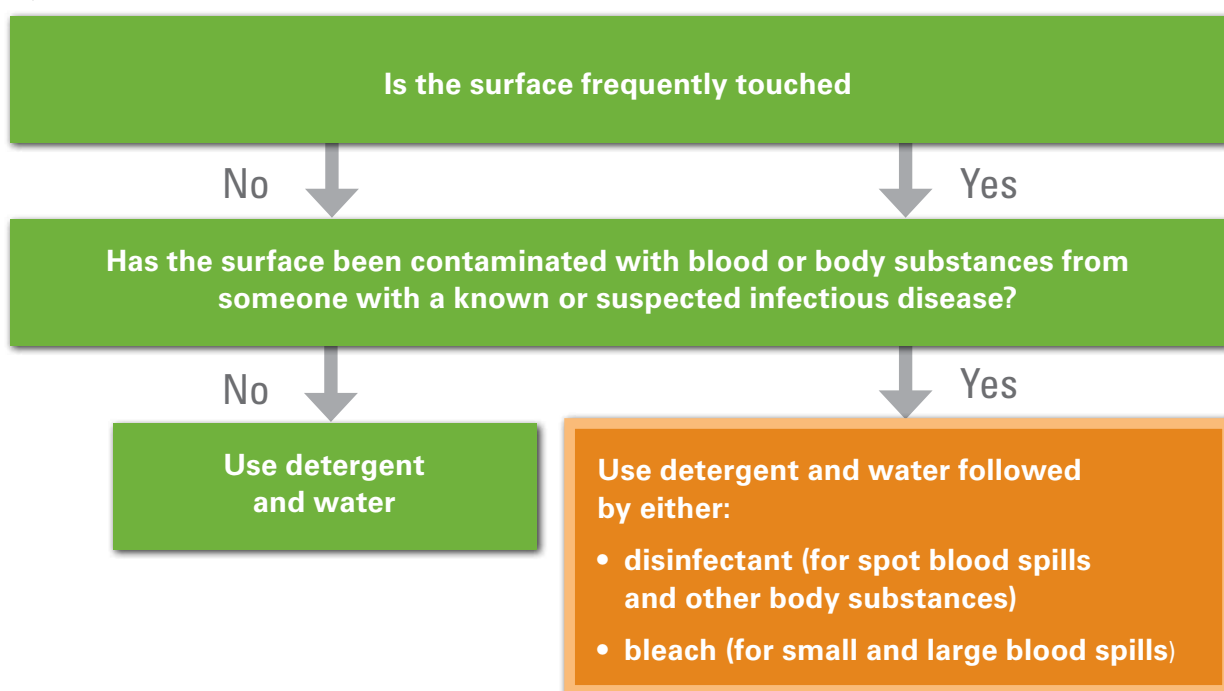 Is the surface frequently touched
No
Yes
Has the surface been contaminated with blood or body substances from
someone with a known or suspected infectious disease?
No
Yes
Use detergent
and water
Use detergent and water followed
by either:
• disinfectant (for spot blood spills
and other body substances)
• bleach (for small and large blood spills)